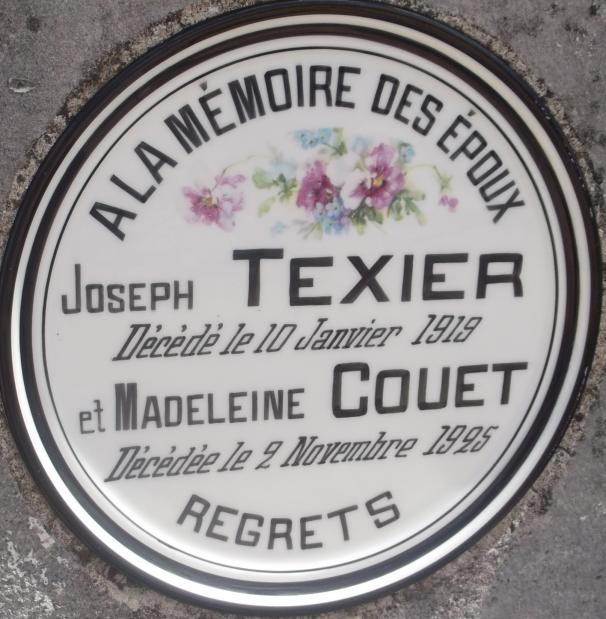 A LA MÉMOIRE DES ÉPOUX
JOSEPH TEXIER
Décédé le 10 Janvier 1919
et MADELEINE COUET
Décédée le 2 Novembre 1925
REGRETS